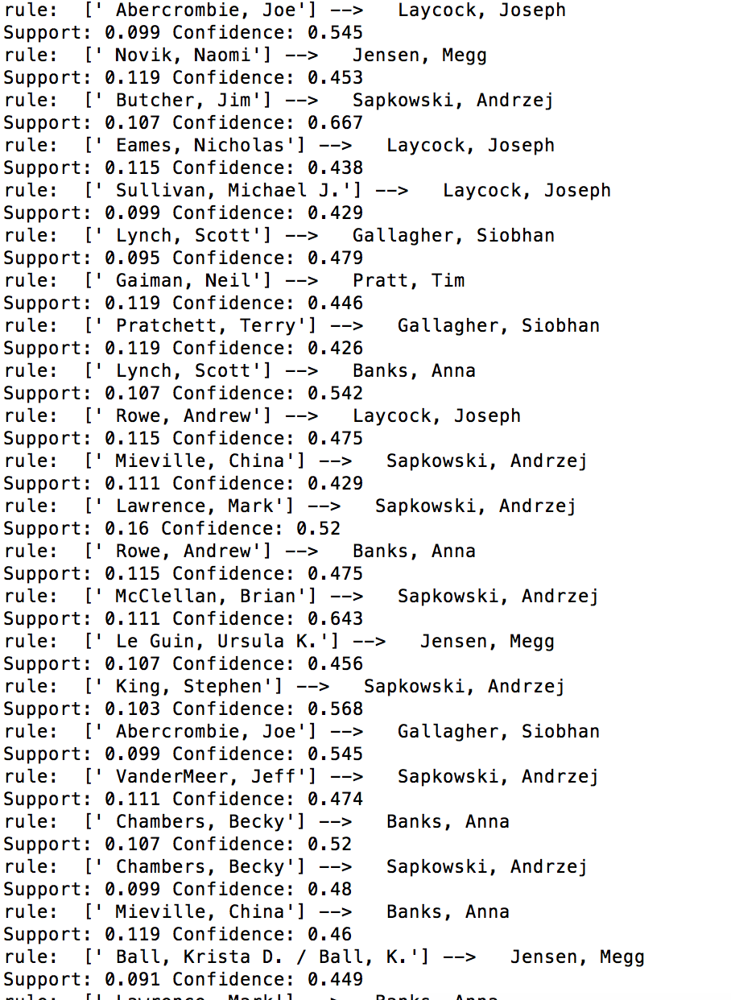 rule:  [' Abercrombie, Joe'] -->   Laycock, Joseph
Support: 0.099 Confidence: 0.545
rule:  [' Novik, Naomi'] -->   Jensen, Megg
Support: 0.119 Confidence: 0.453
rule:  [' Butcher, Jim'] -->   Sapkowski, Andrzej
Support: 0.107 Confidence: 0.667
rule:  [' Eames, Nicholas'] -->   Laycock, Joseph
Support: 0.115 Confidence: 0.438
rule:  [' Sullivan, Michael J.'] -->   Laycock, Joseph
Support: 0.099 Confidence: 0.429
rule:  [' Lynch, Scott'] -->   Gallagher, Siobhan
Support: 0.095 Confidence: 0.479
rule:  [' Gaiman, Neil'] -->   Pratt, Tim
Support: 0.119 Confidence: 0.446
rule:  [' Pratchett, Terry'] -->   Gallagher, Siobhan
Support: 0.119 Confidence: 0.426
rule:  [' Lynch, Scott'] -->   Banks, Anna
Support: 0.107 Confidence: 0.542
rule:  [' Rowe, Andrew'] -->   Laycock, Joseph
Support: 0.115 Confidence: 0.475
rule:  [' Mieville, China'] -->   Sapkowski, Andrzej
Support: 0.111 Confidence: 0.429
rule:  [' Lawrence, Mark'] -->   Sapkowski, Andrzej
Support: 0.16 Confidence: 0.52
rule:  [' Rowe, Andrew'] -->   Banks, Anna
Support: 0.115 Confidence: 0.475
rule:  [' McClellan, Brian'] -->   Sapkowski, Andrzej
Support: 0.111 Confidence: 0.643
rule:  [' Le Guin, Ursula K.'] -->   Jensen, Megg
Support: 0.107 Confidence: 0.456
rule:  [' King, Stephen'] -->   Sapkowski, Andrzej
Support: 0.103 Confidence: 0.568
rule:  [' Abercrombie, Joe'] -->   Gallagher, Siobhan
Support: 0.099 Confidence: 0.545
rule:  [' VanderMeer, Jeff'] -->   Sapkowski, Andrzej
Support: 0.111 Confidence: 0.474
rule:  [' Chambers, Becky'] -->   Banks, Anna
Support: 0.107 Confidence: 0.52
rule:  [' Chambers, Becky'] -->   Sapkowski, Andrzej
Support: 0.099 Confidence: 0.48
rule:  [' Mieville, China'] -->   Banks, Anna
Support: 0.119 Confidence: 0.46
rule:  [' Ball, Krista D. / Ball, K.'] -->   Jensen, Megg
Support: 0.091 Confidence: 0.449
rule:  [' Lawrence, Mark'] -->   Banks, Anna